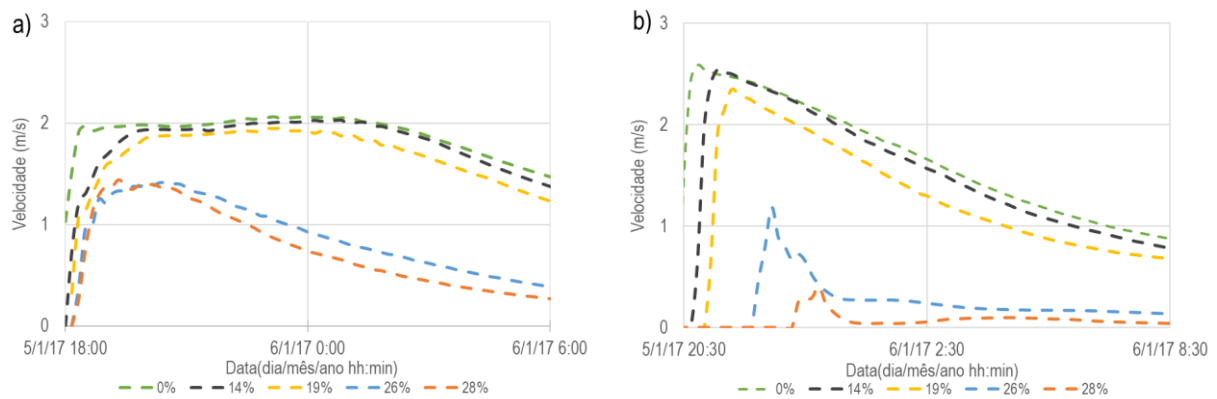 a)
3
2
1
0
Velocidade (m/s)
5/1/17 18:00
6/1/17 0:00
6/1/17 6:00
Data(dia/mês/ano hh:min)
0% 14% 19% 26% 28%
b)
3
2
1
0
Velocidade (m/s)
5/1/17 20:30
6/1/17 2:30
6/1/17 8:30
Data(dia/mês/ano hh:min)
0% 14% 19% 26% 28%